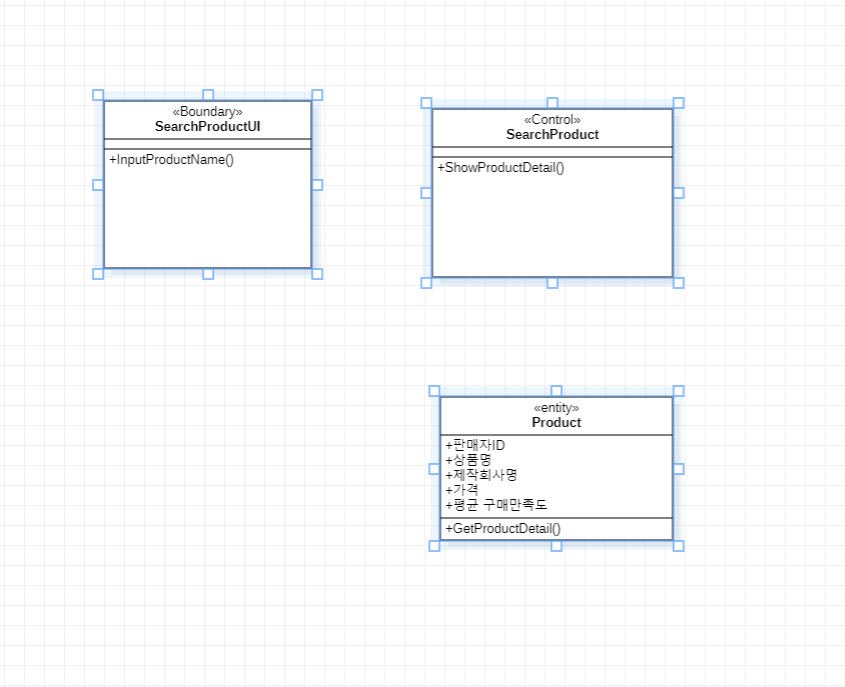 «Boundary»
SearchProductUI
+InputProductName()
«Control»
SearchProduct
+ShowProductDetail()
«entity»
Product
+판매자ID
+상품명
+제작회사명
+가격
+평균 구매만족도
+GetProductDetail()